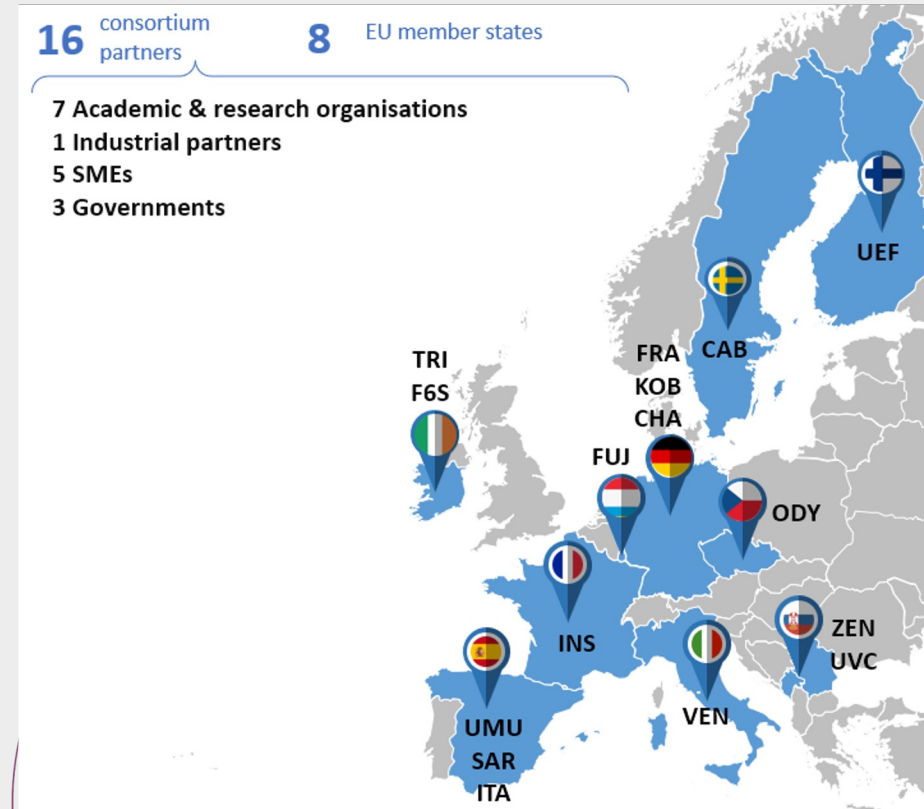 16 consortium
partners
8 EU member states
7 Academic & research organisations
1 Industrial partners
5 SMEs
3 Governments
UEF
CAB
TRI
F6S
FRA
KOB
CHA
FUJ
ODY
INS
ZEN
UVC
VEN
UMU
SAR
ITA